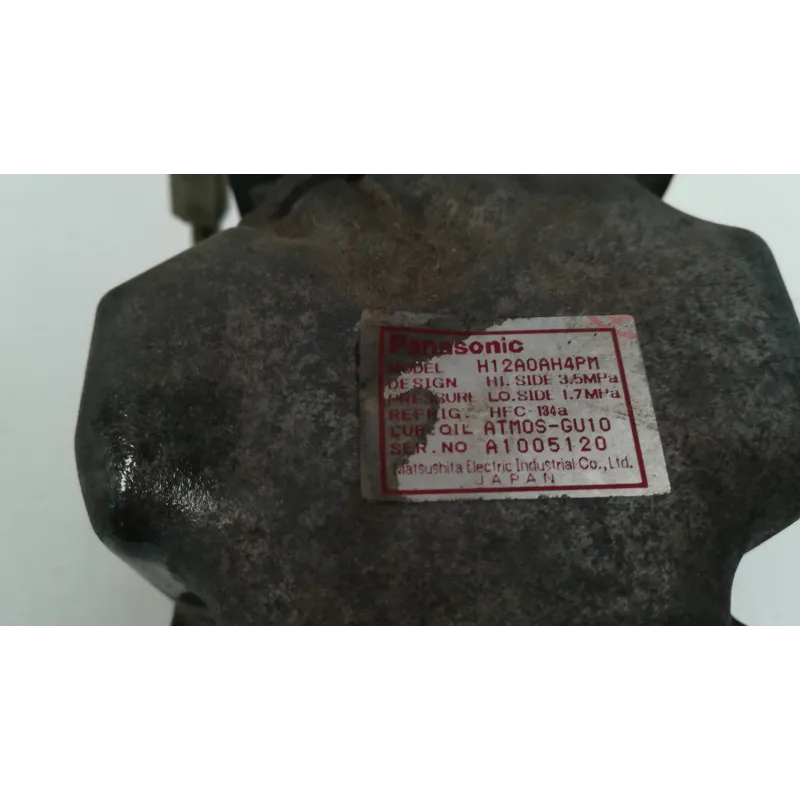 Panasonic
MODEL H12A0AH4PM
DESIGN HI. SIDE 3.5MPa
PRESSURE LO. SIDE 1.7MPa
REFRIG. HFC-134a
LUB. OIL ATMOS-GU10
SER. NO A1005120
Matsushita Electric Industrial Co., Ltd.
JAPAN